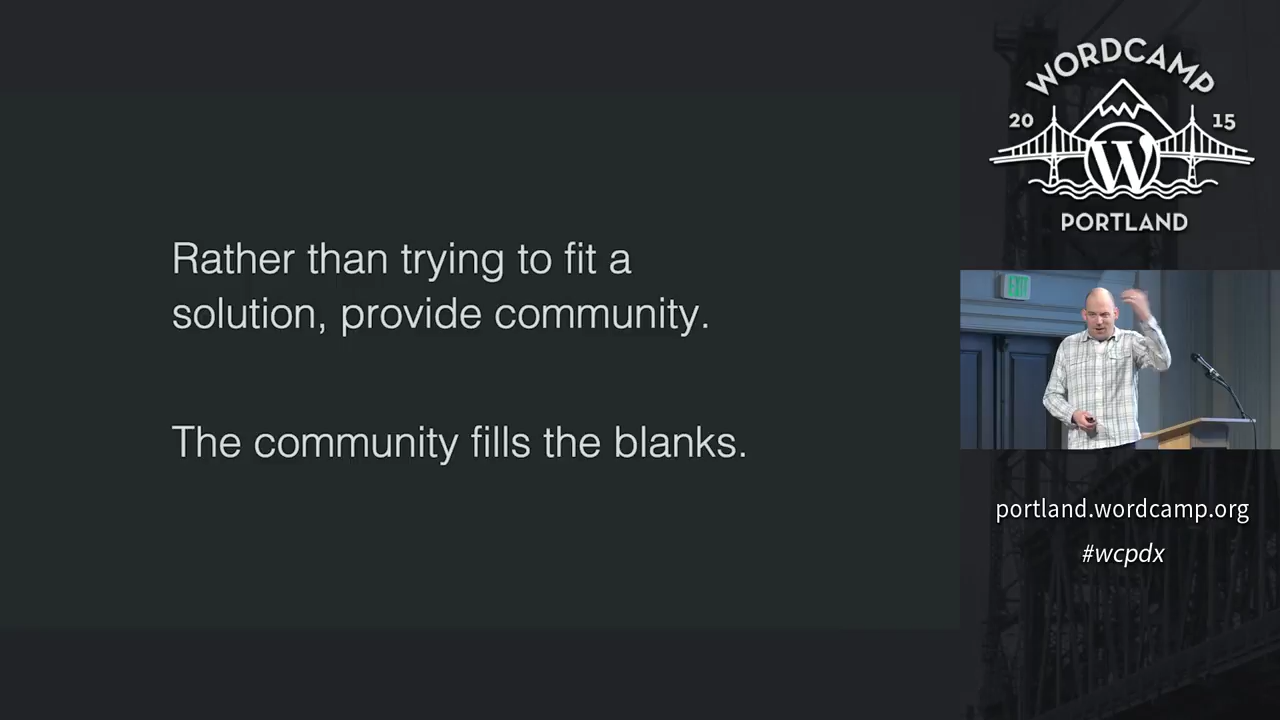 Rather than trying to fit a
solution, provide community.
The community fills the blanks.
WORDCAMP
20 15
W
PORTLAND
EXIT
portland.wordcamp.org
#wcpdx